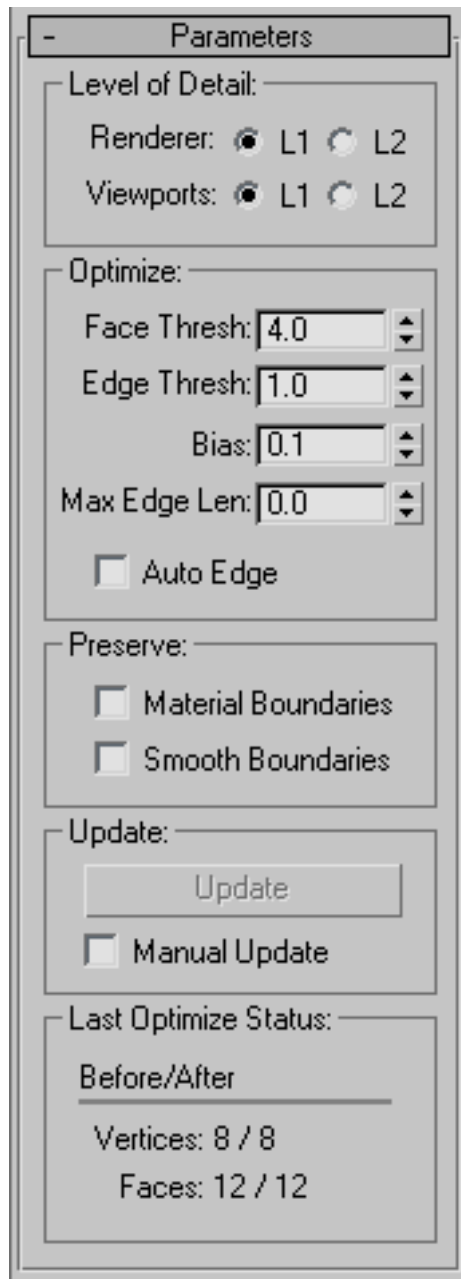 - Parameters
Level of Detail:
Renderer: L1 L2
Viewports: L1 L2
Optimize:
Face Thresh: 4.0
Edge Thresh: 1.0
Bias: 0.1
Max Edge Len: 0.0
Auto Edge
Preserve:
Material Boundaries
Smooth Boundaries
Update:
Update
Manual Update
Last Optimize Status:
Before/After
Vertices: 8 / 8
Faces: 12 / 12